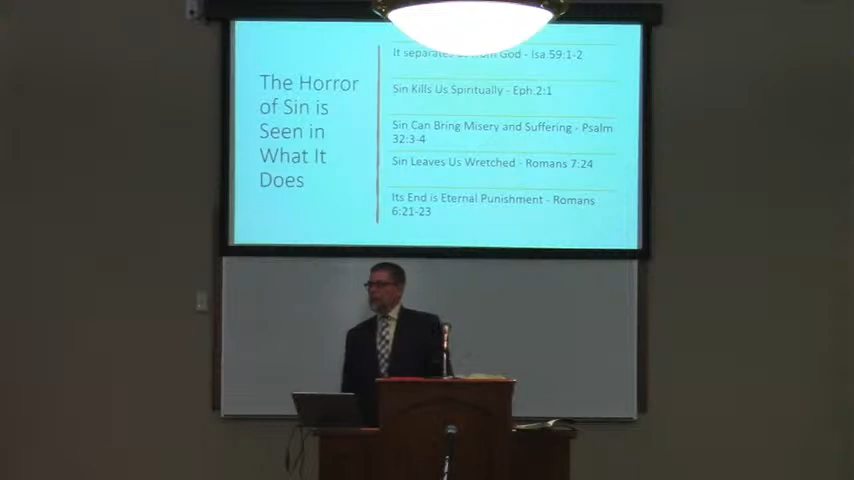 The Horror
of Sin is
Seen in
What It
Does
It separates from God - Isa.59:1-2
Sin Kills Us Spiritually - Eph.2:1
Sin Can Bring Misery and Suffering - Psalm
32:3-4
Sin Leaves Us Wretched - Romans 7:24
Its End is Eternal Punishment - Romans
6:21-23